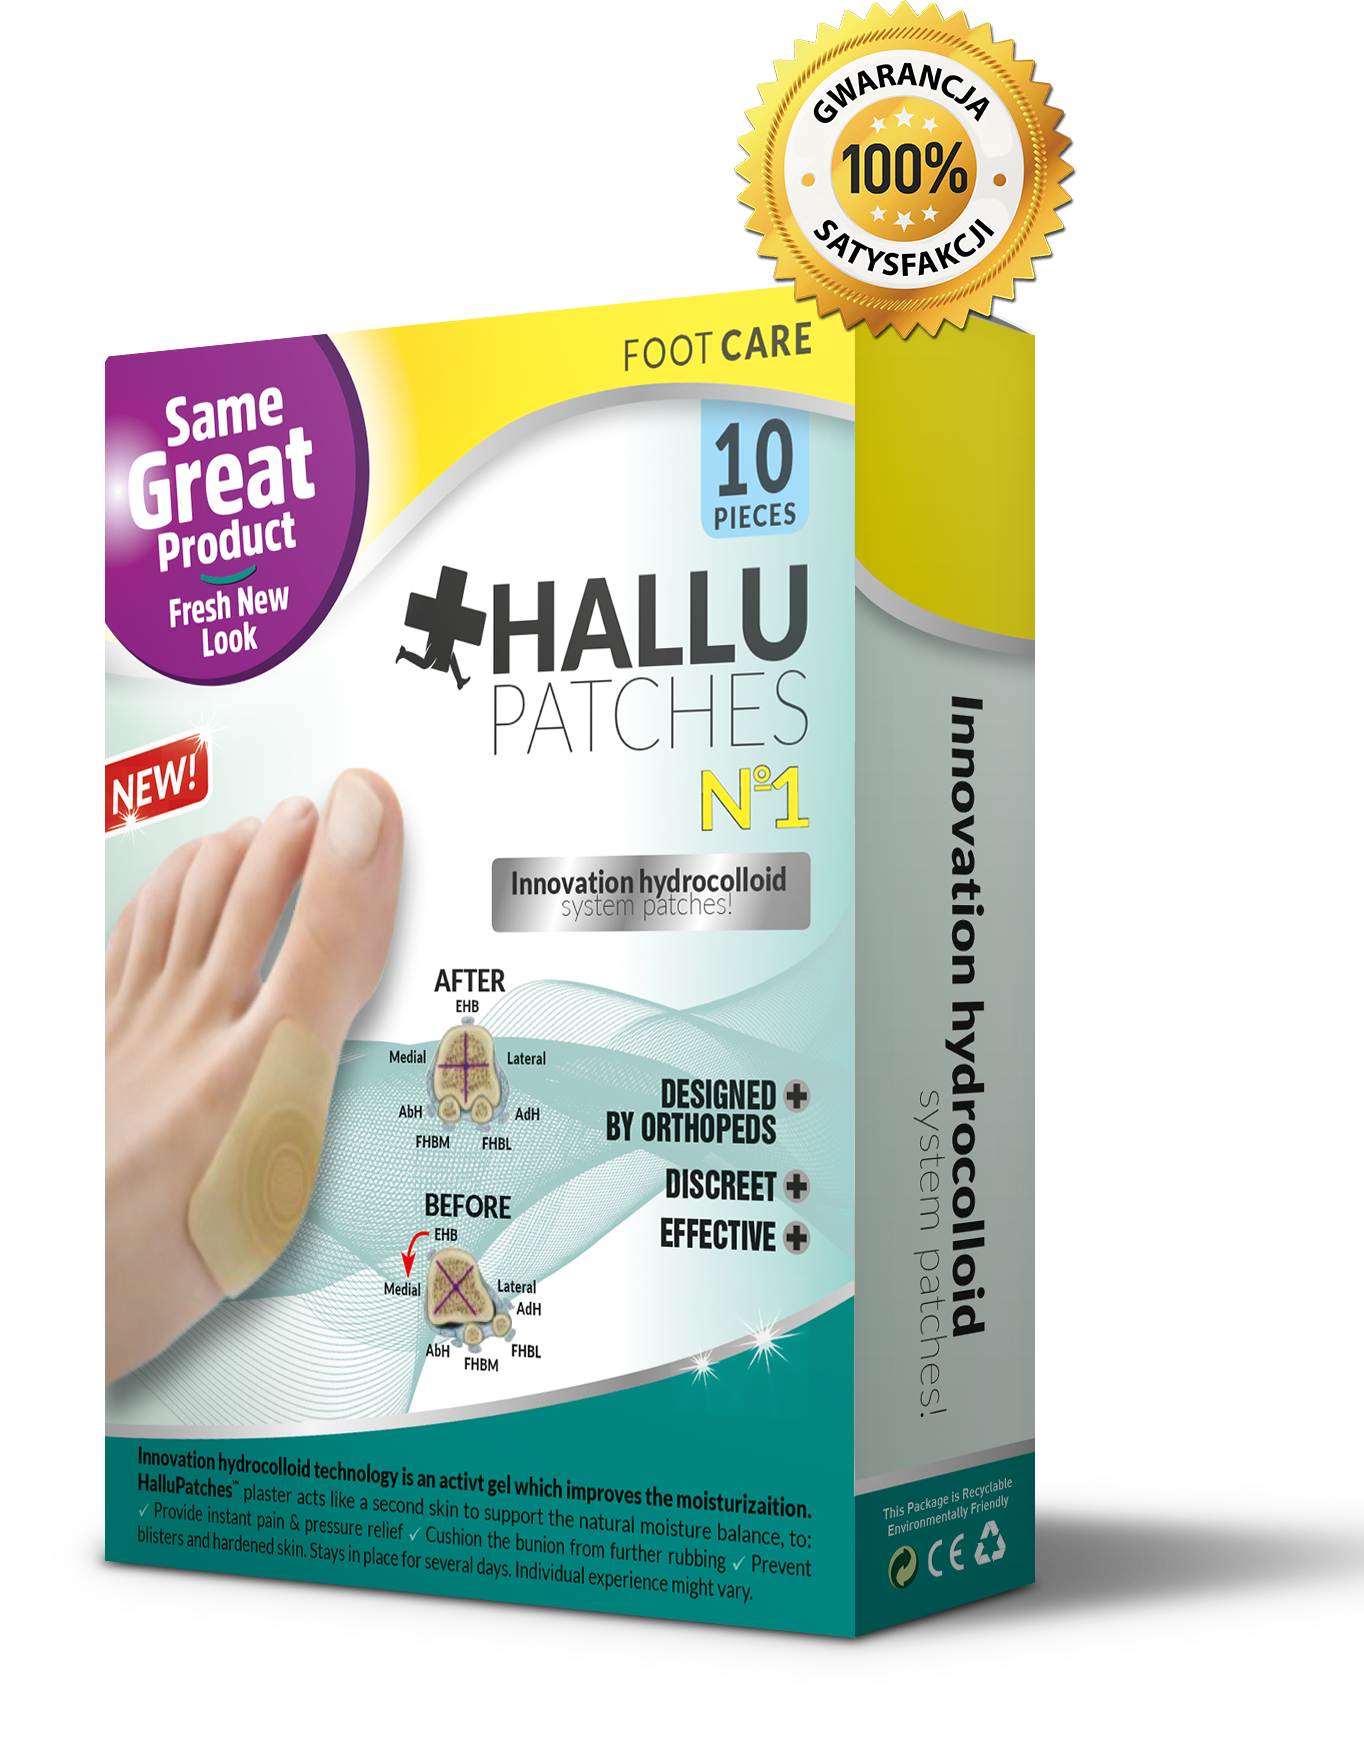 GWARANCJA
100%
SATYSFAKCJI
FOOT CARE
Same
Great
Product
Fresh New
Look
10
PIECES
HALLU
PATCHES
Nº1
NEW!
Innovation hydrocolloid
system patches!
AFTER
EHB
Medial
Lateral
AbH
AdH
FHBM
FHBL
DESIGNED
BY ORTHOPEDS
DISCREET
EFFECTIVE
BEFORE
EHB
Medial
Lateral
AdH
AbH
FHBM
FHBL
Innovation hydrocolloid technology is an activt gel which improves the moisturizaition.
HalluPatches™ plaster acts like a second skin to support the natural moisture balance, to:
✓ Provide instant pain & pressure relief ✓ Cushion the bunion from further rubbing ✓ Prevent
blisters and hardened skin. Stays in place for several days. Individual experience might vary.
Innovation hydrocolloid
system patches!
This Package is Recyclable
Environmentally Friendly
CE